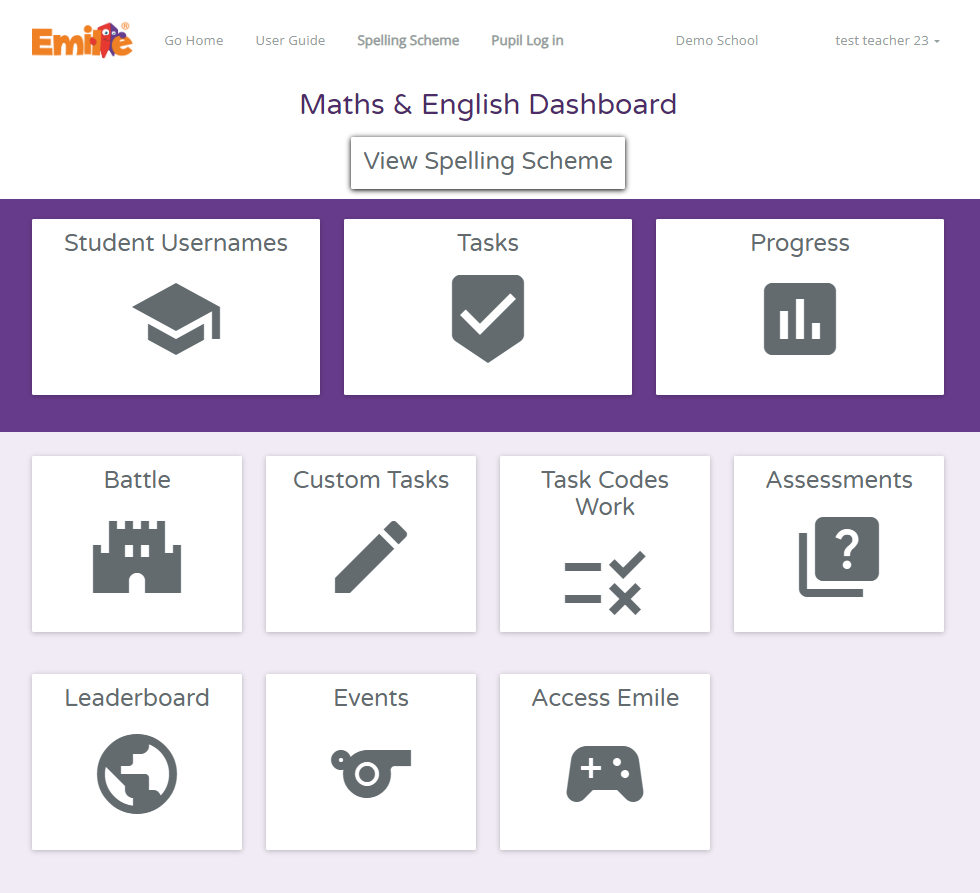 Emile®
Go Home User Guide Spelling Scheme Pupil Log in Demo School test teacher 23
Maths & English Dashboard
View Spelling Scheme
Student Usernames Tasks Progress
Battle Custom Tasks Task Codes Assessments
Work
?
Leaderboard Events Access Emile